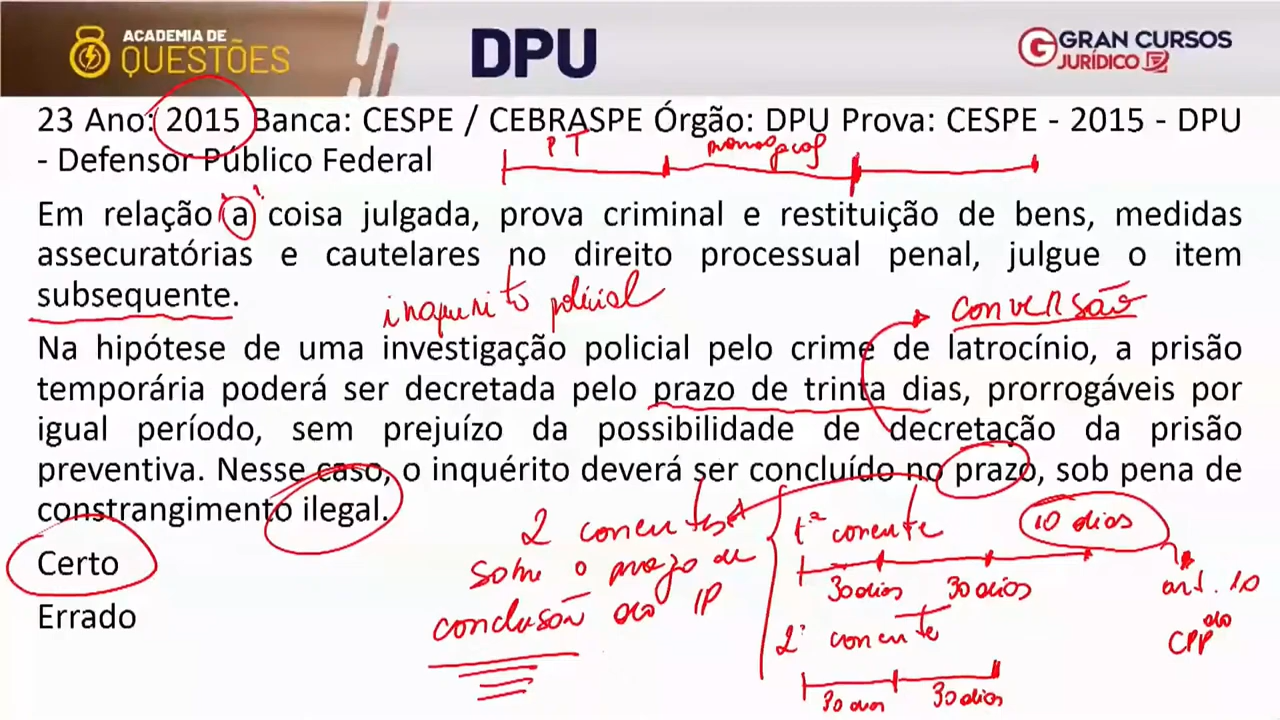 ACADEMIA DE
QUESTÕES
DPU
GRAN CURSOS
JURÍDICO
23 Ano: 2015 Banca: CESPE / CEBRASPE Órgão: DPU Prova: CESPE - 2015 - DPU
- Defensor Público Federal
PT prorrogação
Em relação a coisa julgada, prova criminal e restituição de bens, medidas
assecuratórias e cautelares no direito processual penal, julgue o item
subsequente.
inquerito policial
conversão
Na hipótese de uma investigação policial pelo crime de latrocínio, a prisão
temporária poderá ser decretada pelo prazo de trinta dias, prorrogáveis por
igual período, sem prejuízo da possibilidade de decretação da prisão
preventiva. Nesse caso, o inquérito deverá ser concluído no prazo, sob pena de
constrangimento ilegal.
Certo
Errado
2 correntes
sobre o prazo de
conclusão do IP
1ª corrente
10 dias
30 dias 30 dias
art. 10
do
CPP
2ª corrente
30 dias 30 dias